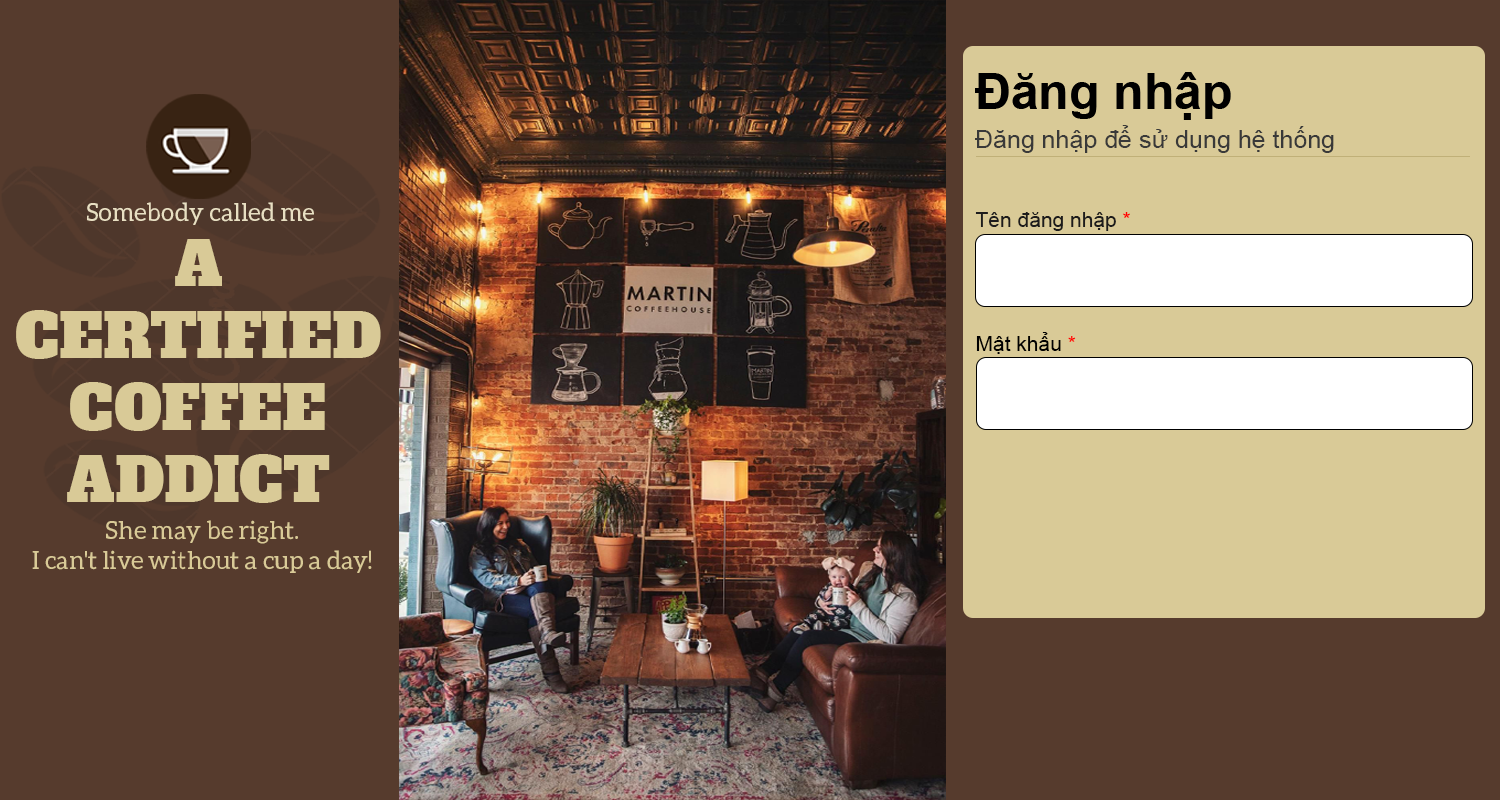 Somebody called me
A
CERTIFIED
COFFEE
ADDICT
She may be right.
I can't live without a cup a day!
MARTIN
COFFEEHOUSE
Đăng nhập
Đăng nhập để sử dụng hệ thống
Tên đăng nhập *
Mật khẩu *